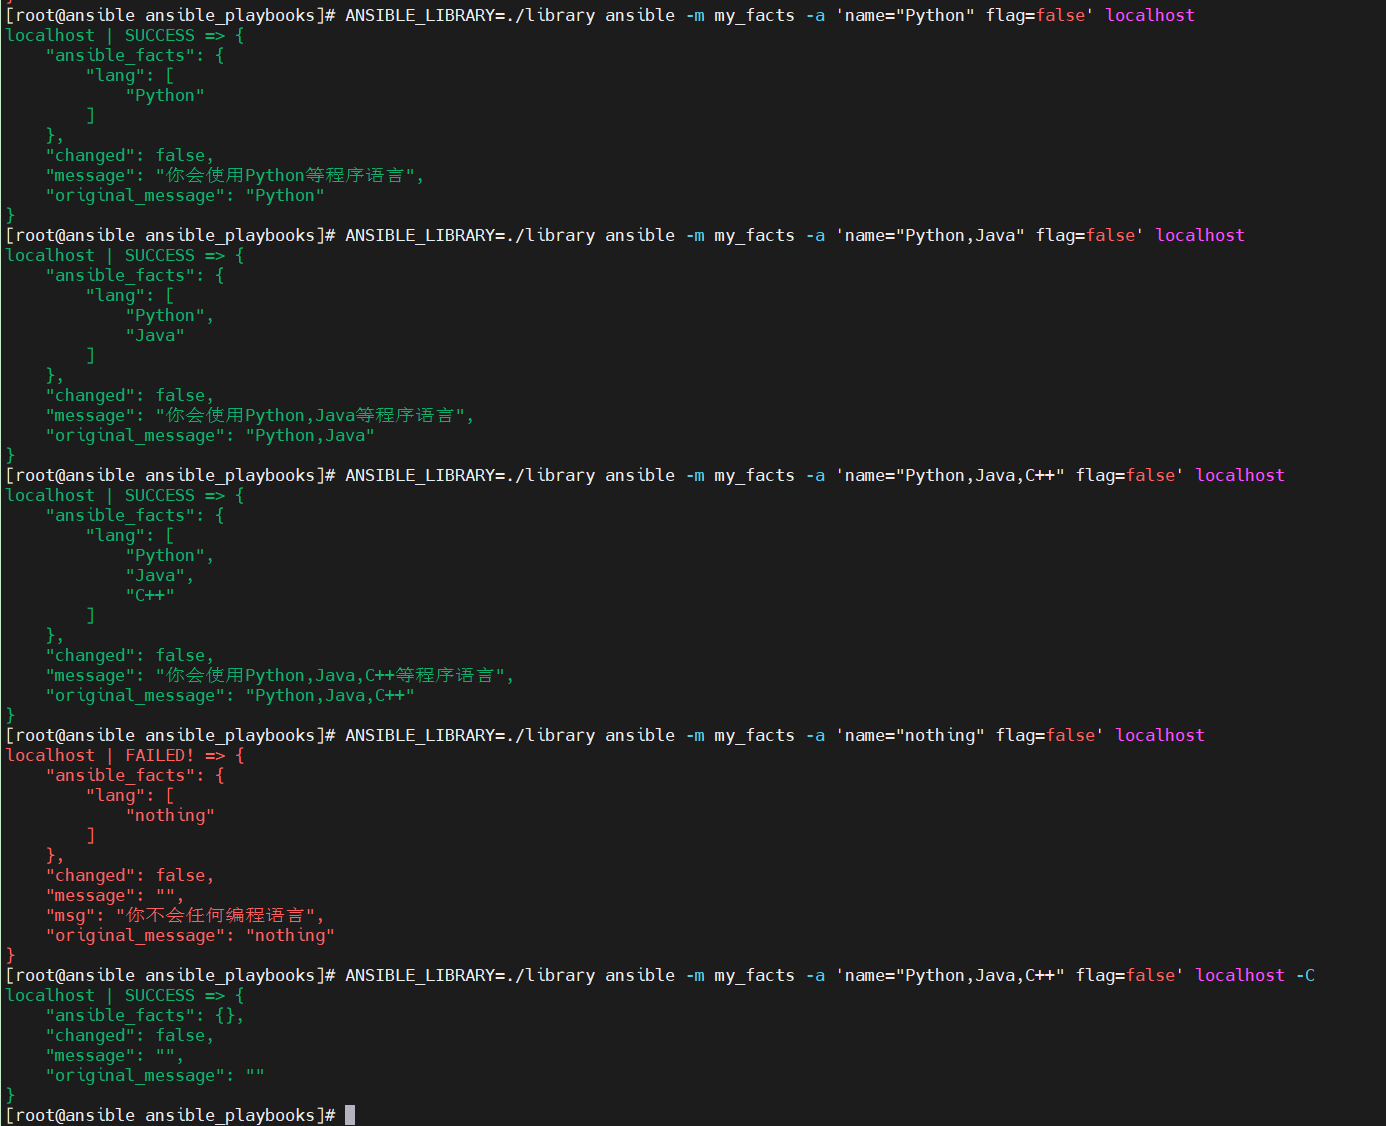 [root@ansible ansible_playbooks]# ANSIBLE_LIBRARY=./library ansible -m my_facts -a 'name="Python" flag=false' localhost
localhost | SUCCESS => {
    "ansible_facts": {
        "lang": [
            "Python"
        ]
    },
    "changed": false,
    "message": "你会使用Python等程序语言",
    "original_message": "Python"
}
[root@ansible ansible_playbooks]# ANSIBLE_LIBRARY=./library ansible -m my_facts -a 'name="Python,Java" flag=false' localhost
localhost | SUCCESS => {
    "ansible_facts": {
        "lang": [
            "Python",
            "Java"
        ]
    },
    "changed": false,
    "message": "你会使用Python,Java等程序语言",
    "original_message": "Python,Java"
}
[root@ansible ansible_playbooks]# ANSIBLE_LIBRARY=./library ansible -m my_facts -a 'name="Python,Java,C++" flag=false' localhost
localhost | SUCCESS => {
    "ansible_facts": {
        "lang": [
            "Python",
            "Java",
            "C++"
        ]
    },
    "changed": false,
    "message": "你会使用Python,Java,C++等程序语言",
    "original_message": "Python,Java,C++"
}
[root@ansible ansible_playbooks]# ANSIBLE_LIBRARY=./library ansible -m my_facts -a 'name="nothing" flag=false' localhost
localhost | FAILED! => {
    "ansible_facts": {
        "lang": [
            "nothing"
        ]
    },
    "changed": false,
    "message": "",
    "msg": "你不会任何编程语言",
    "original_message": "nothing"
}
[root@ansible ansible_playbooks]# ANSIBLE_LIBRARY=./library ansible -m my_facts -a 'name="Python,Java,C++" flag=false' localhost -C
localhost | SUCCESS => {
    "ansible_facts": {},
    "changed": false,
    "message": "",
    "original_message": ""
}
[root@ansible ansible_playbooks]#